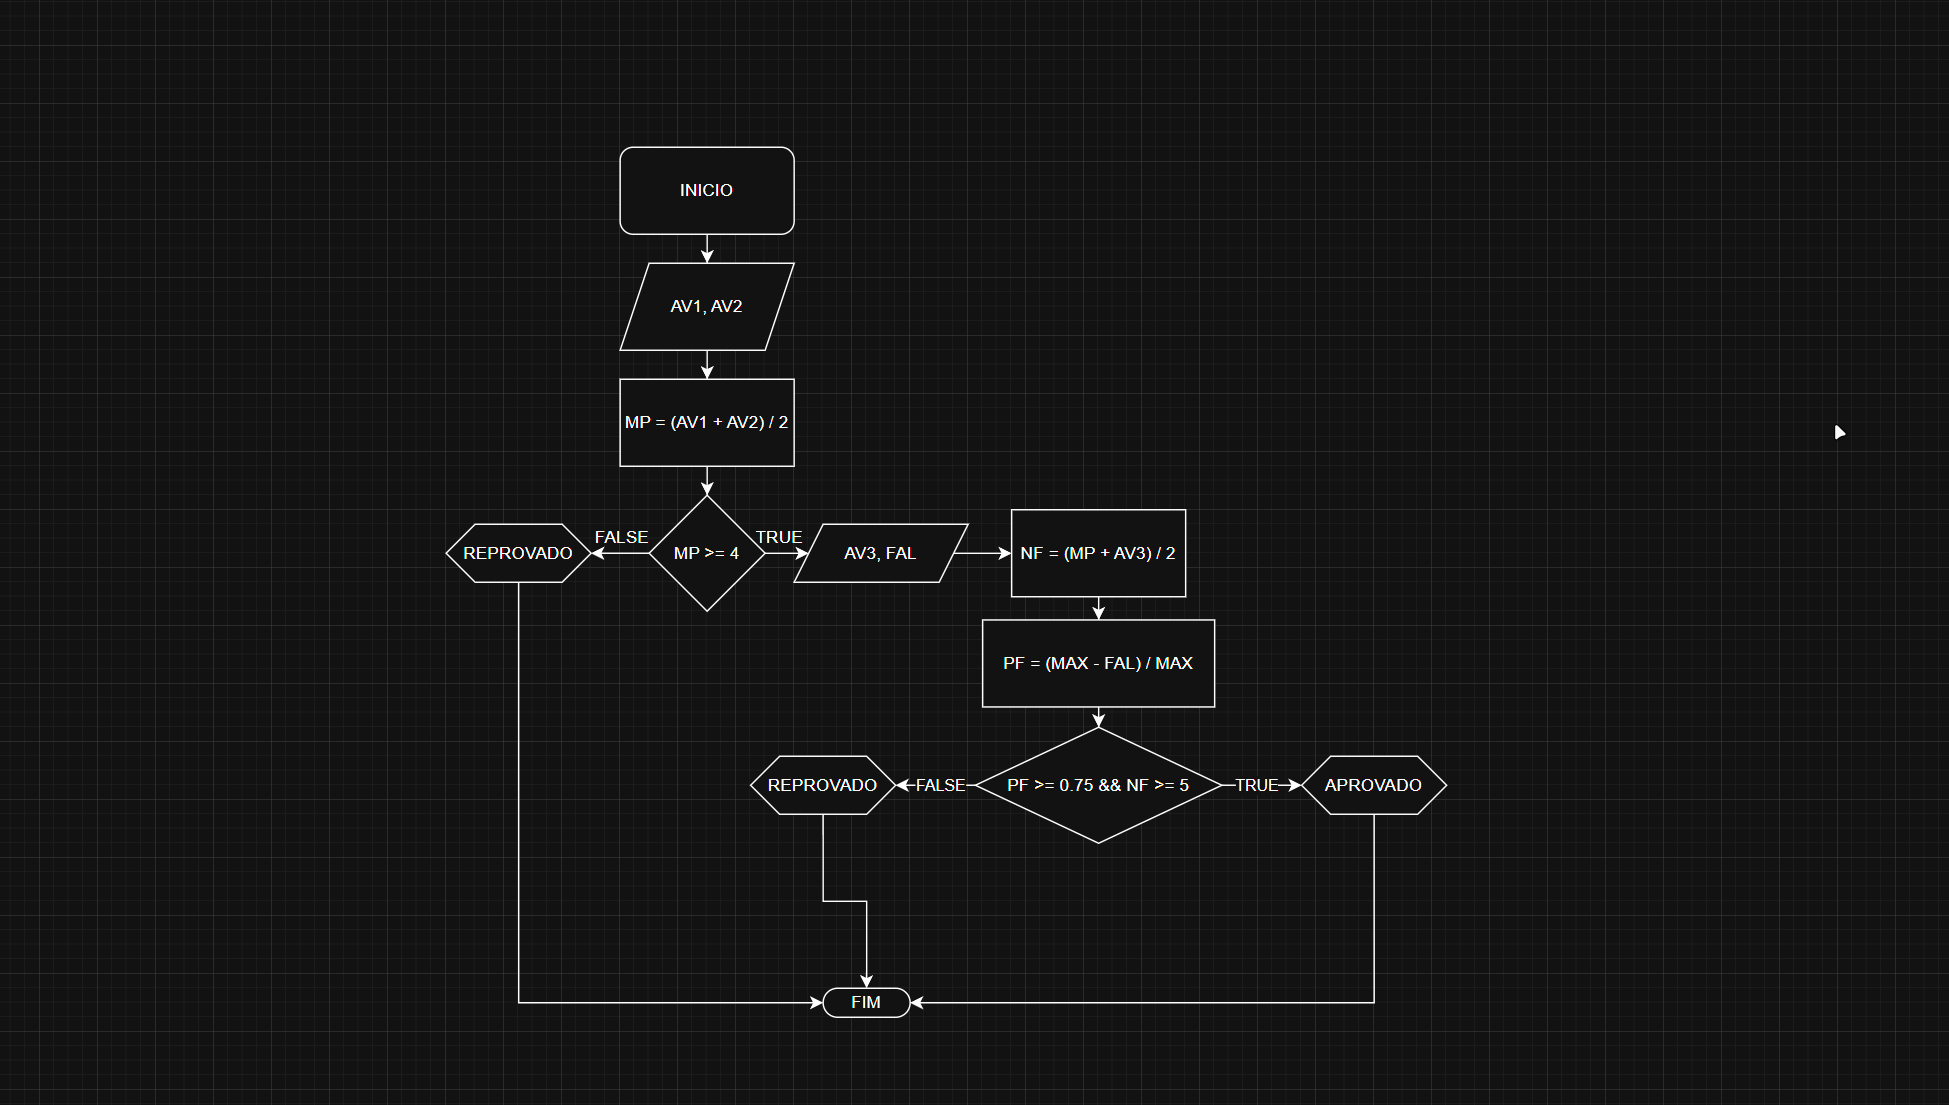 INICIO
AV1, AV2
MP = (AV1 + AV2) / 2
REPROVADO
FALSE
MP >= 4
TRUE
AV3, FAL
NF = (MP + AV3) / 2
PF = (MAX - FAL) / MAX
REPROVADO
FALSE
PF >= 0.75 && NF >= 5
TRUE
APROVADO
FIM